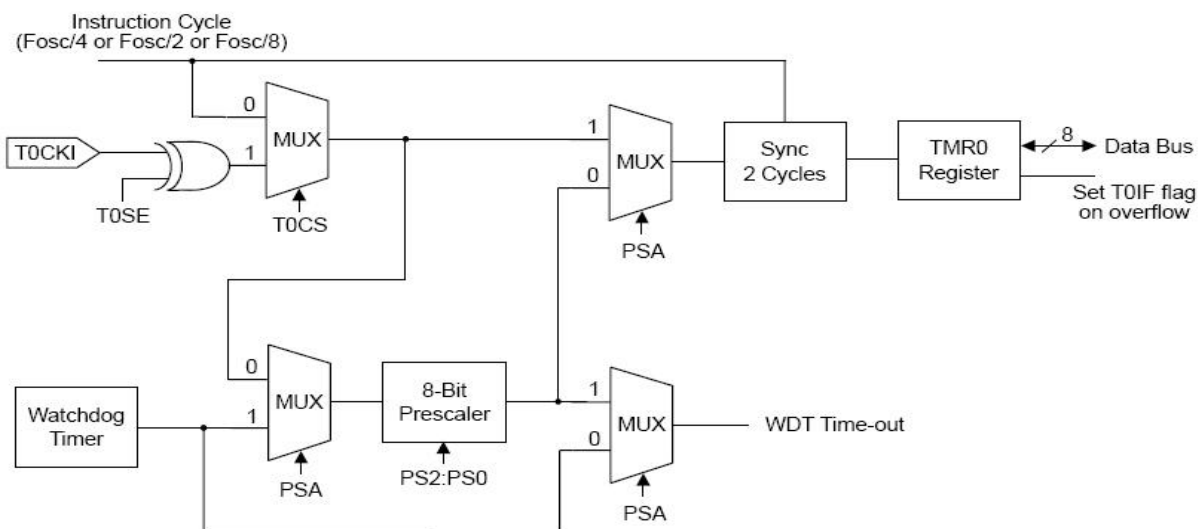 Instruction Cycle
(Fosc/4 or Fosc/2 or Fosc/8)
0
MUX
1
T0CKI
T0SE
T0CS
1
MUX
0
PSA
Sync
2 Cycles
TMR0
Register
8
Data Bus
Set T0IF flag
on overflow
0
MUX
1
Watchdog
Timer
PSA
8-Bit
Prescaler
PS2:PS0
1
MUX
0
PSA
WDT Time-out